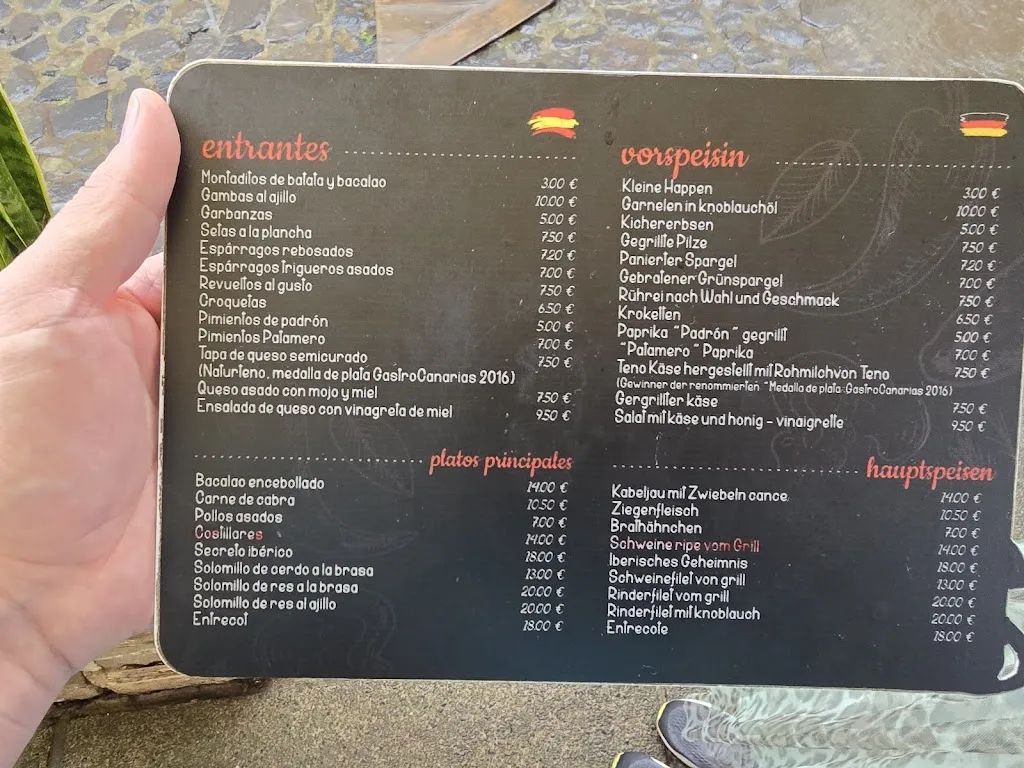 entrantes
Montaditos de batata y bacalao 3.00 €
Gambas al ajillo 10.00 €
Garbanzas 5.00 €
Setas a la plancha 7.50 €
Espárragos rebosados 7.20 €
Espárragos trigueros asados 7.00 €
Revueltos al gusto 7.50 €
Croquetas 6.50 €
Pimientos de padrón 5.00 €
Pimientos Patamero 7.00 €
Tapa de queso semicurado 7.50 €
(Naturteno, medalla de plata GastroCanarias 2016)
Queso asado con mojo y miel 7.50 €
Ensalada de queso con vinagreta de miel 9.50 €
platos principales
Bacalao encebollado 14.00 €
Carne de cabra 10.50 €
Pollos asados 7.00 €
Costillares 14.00 €
Secreto ibérico 18.00 €
Solomillo de cerdo a la brasa 13.00 €
Solomillo de res a la brasa 20.00 €
Solomillo de res al ajillo 20.00 €
Entrecot 18.00 €
vorspeisin
Kleine Happen 3.00 €
Garnelen in knoblauchöl 10.00 €
Kichererbsen 5.00 €
Gegrillte Pilze 7.50 €
Panierter Spargel 7.20 €
Gebratener Grünspargel 7.00 €
Rührei nach Wahl und Geschmack 7.50 €
Kroketten 6.50 €
Paprika "Padrón" gegrillt 5.00 €
"Patamero" Paprika 7.00 €
Teno Käse hergestellt mit Rohmilchvon Teno 7.50 €
(Gewinner der renommierten "Medalla de plata: GastroCanarias 2016)
Gergrillter käse 7.50 €
Salat mit käse und honig - vinaigrette 9.50 €
hauptspeisen
Kabeljau mit Zwiebeln cance 14.00 €
Ziegenfleisch 10.50 €
Brathähnchen 7.00 €
Schweine ripe vom Grill 14.00 €
Iberisches Geheimnis 18.00 €
Schweinefilet von grill 13.00 €
Rinderfilet vom grill 20.00 €
Rinderfilet mit knoblauch 20.00 €
Entrecote 18.00 €